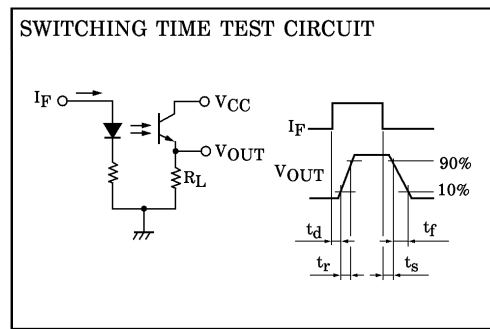 SWITCHING TIME TEST CIRCUIT
IF
VCC
VOUT
RL
IF
VOUT
90%
10%
td
tf
tr
ts